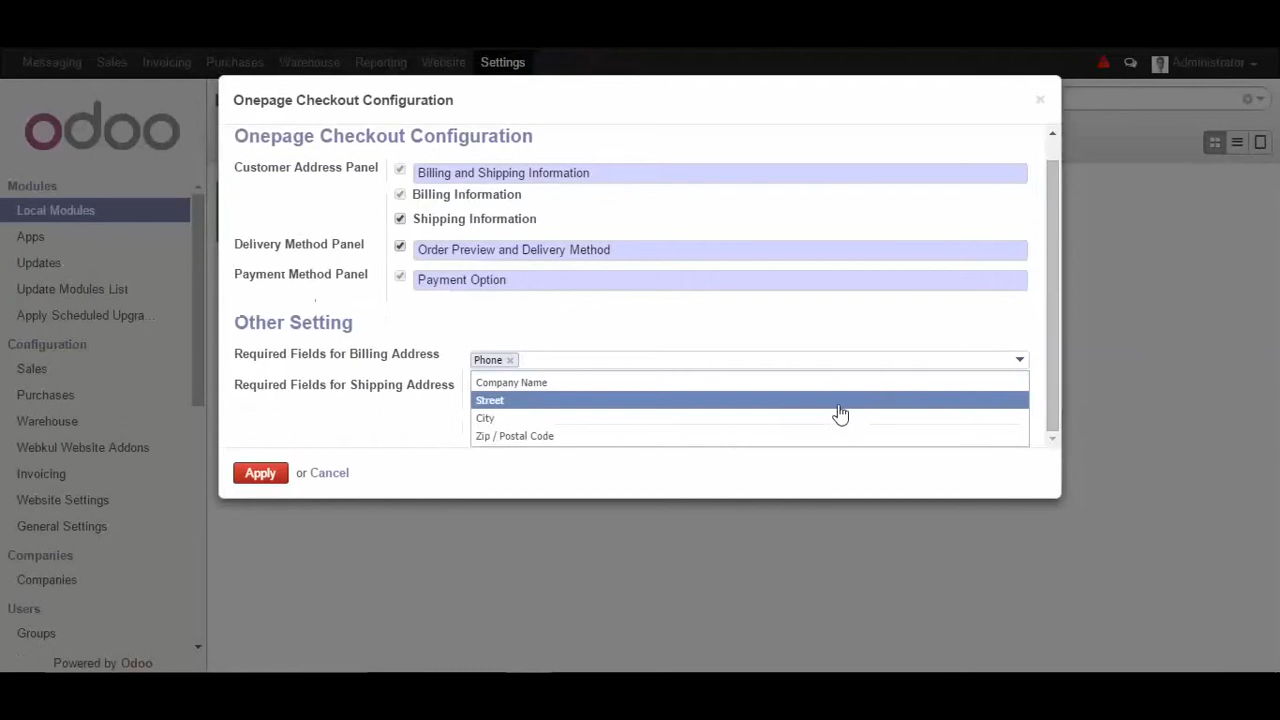 Messaging Sales Invoicing Purchases Warehouse Reporting Website Settings Administrator
Onepage Checkout Configuration ×
odoo
Onepage Checkout Configuration
Customer Address Panel Billing and Shipping Information
Billing Information
Shipping Information
Delivery Method Panel Order Preview and Delivery Method
Payment Method Panel Payment Option
Other Setting
Required Fields for Billing Address Phone ×
Required Fields for Shipping Address
Company Name
Street
City
Zip / Postal Code
Apply or Cancel
Modules
Local Modules
Apps
Updates
Update Modules List
Apply Scheduled Upgra...
Configuration
Sales
Purchases
Warehouse
Webkul Website Addons
Invoicing
Website Settings
General Settings
Companies
Companies
Users
Groups
Powered by Odoo